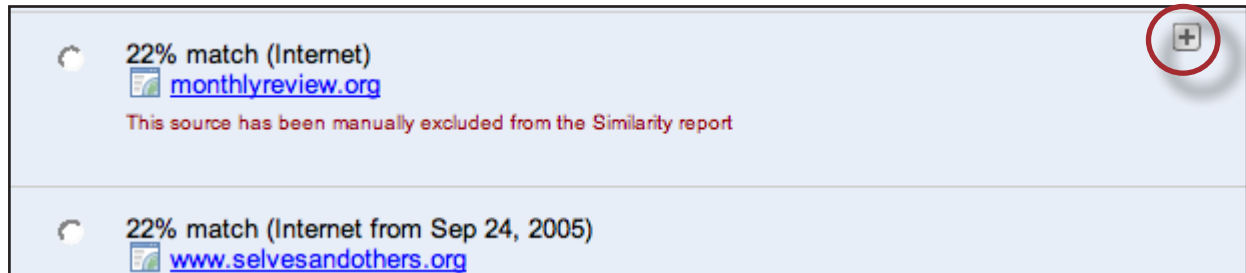 22% match (Internet)
monthlyreview.org
This source has been manually excluded from the Similarity report
22% match (Internet from Sep 24, 2005)
www.selvesandothers.org